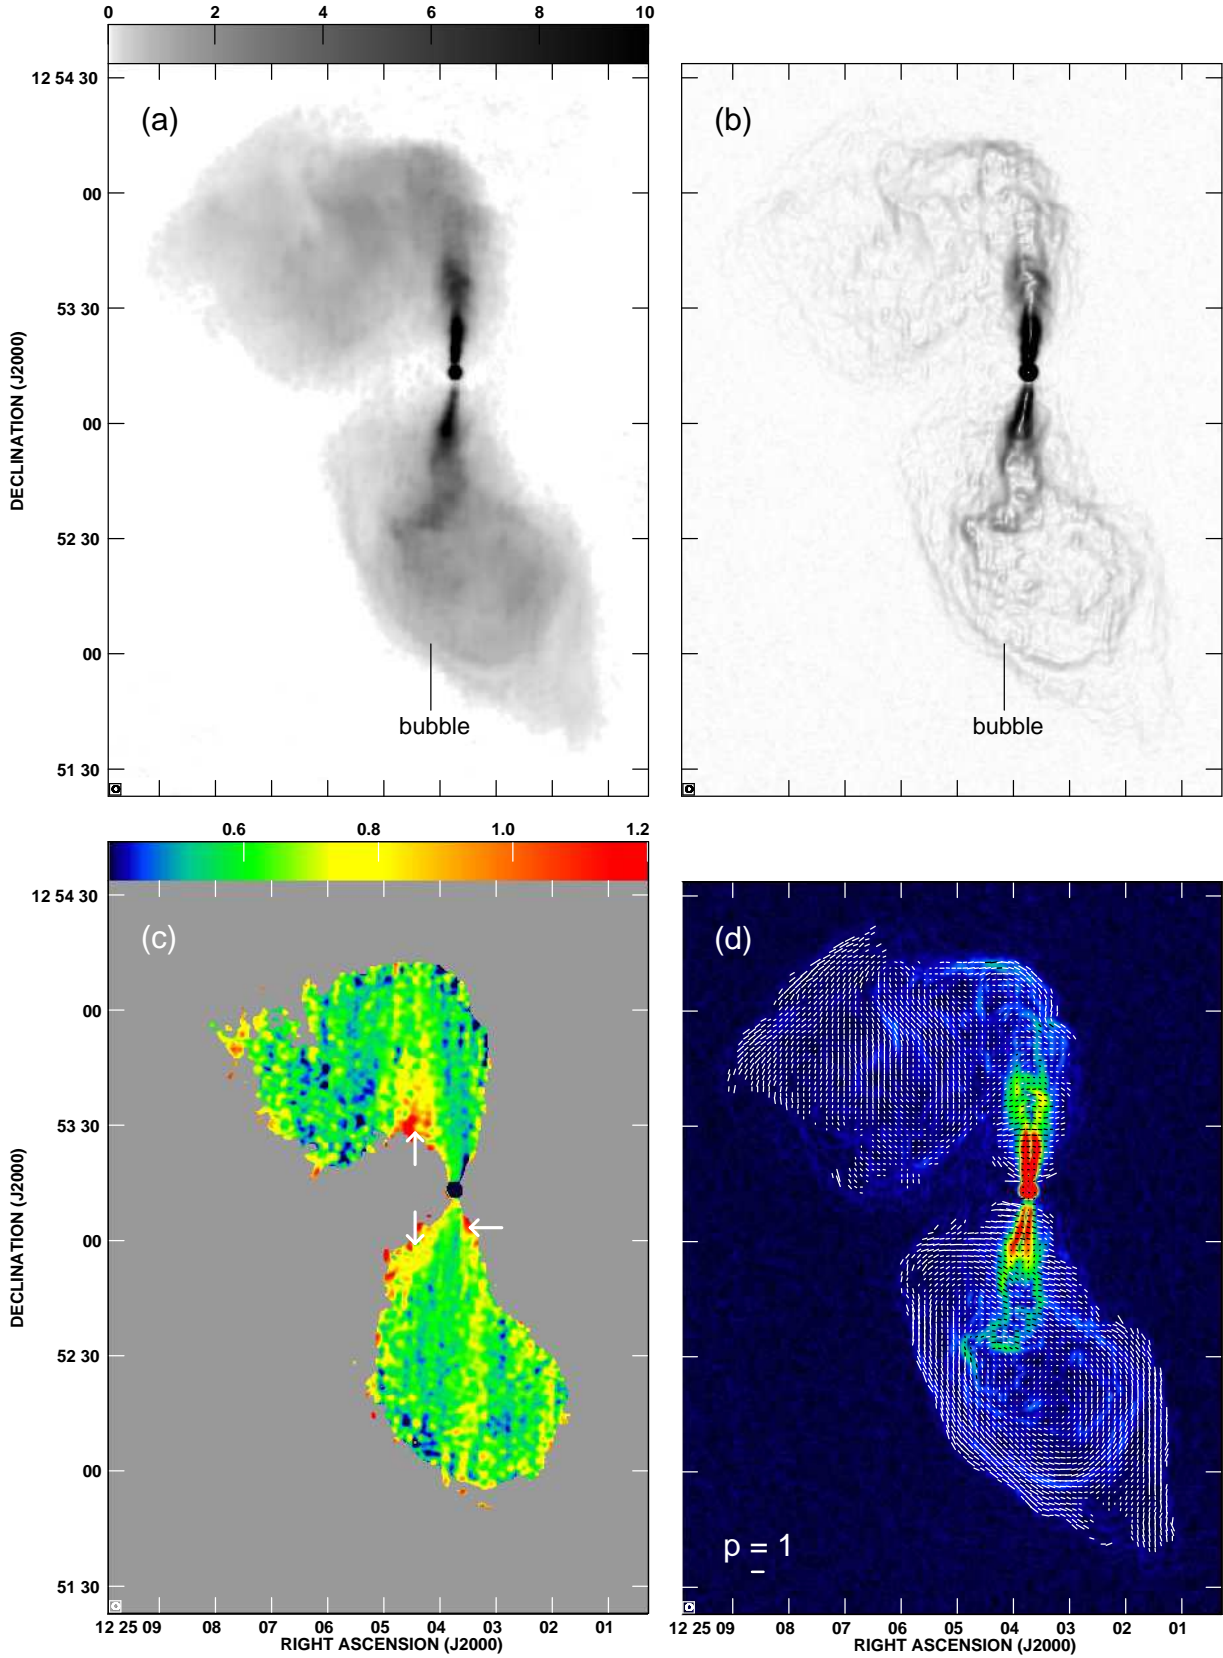 0 2 4 6 8 10
12 54 30
00
53 30
00
52 30
00
51 30
DECLINATION (J2000)
(a)
bubble
(b)
bubble
0.6 0.8 1.0 1.2
12 54 30
00
53 30
00
52 30
00
51 30
DECLINATION (J2000)
(c)
12 25 09 08 07 06 05 04 03 02 01
RIGHT ASCENSION (J2000)
(d)
p = 1
12 25 09 08 07 06 05 04 03 02 01
RIGHT ASCENSION (J2000)